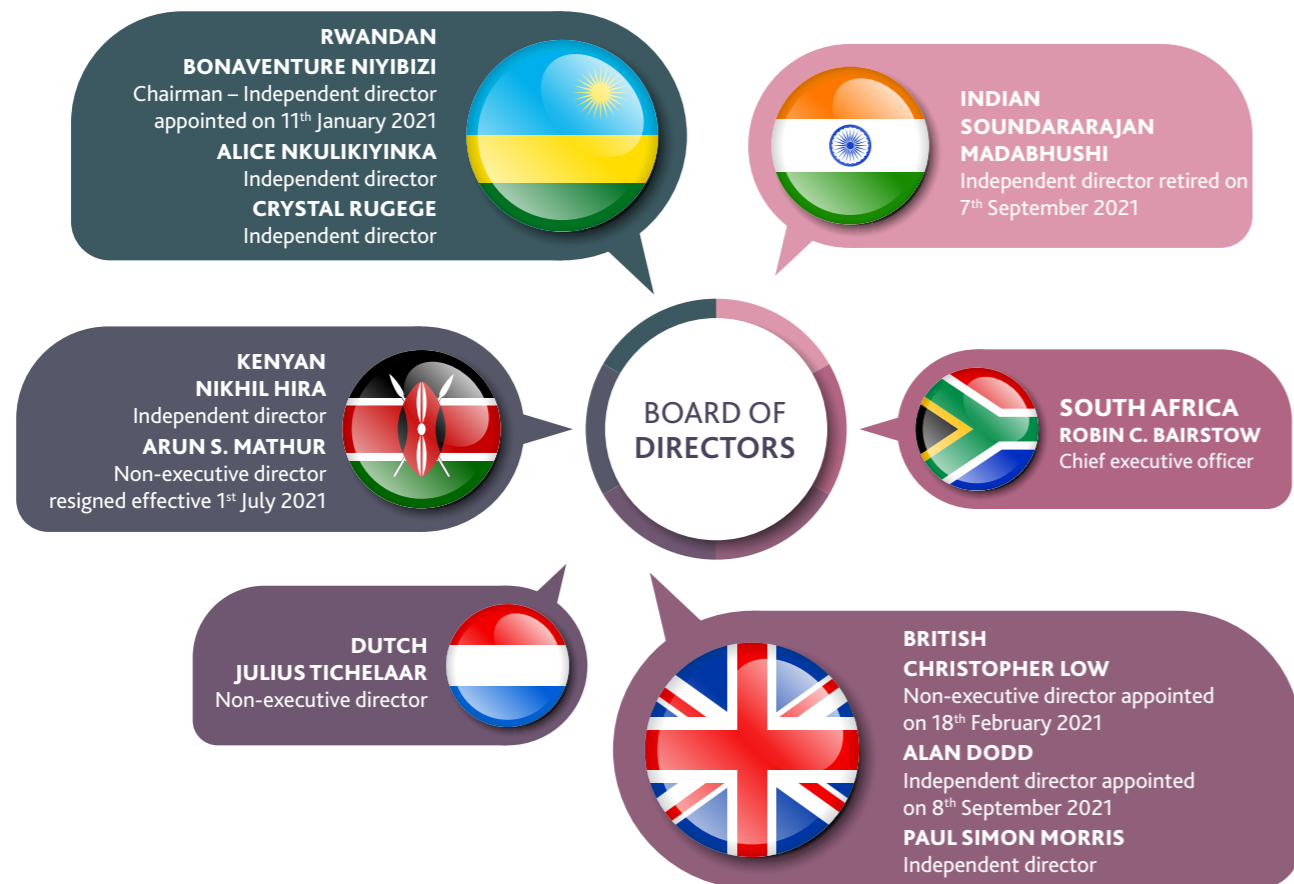 RWANDAN
BONAVENTURE NIYIBIZI
Chairman – Independent director
appointed on 11th January 2021
ALICE NKULIKIYINKA
Independent director
CRYSTAL RUGEGE
Independent director
INDIAN
SOUNDARARAJAN
MADABHUSHI
Independent director retired on
7th September 2021
KENYAN
NIKHIL HIRA
Independent director
ARUN S. MATHUR
Non-executive director
resigned effective 1st July 2021
BOARD OF
DIRECTORS
SOUTH AFRICA
ROBIN C. BAIRSTOW
Chief executive officer
DUTCH
JULIUS TICHELAAR
Non-executive director
BRITISH
CHRISTOPHER LOW
Non-executive director appointed
on 18th February 2021
ALAN DODD
Independent director appointed
on 8th September 2021
PAUL SIMON MORRIS
Independent director